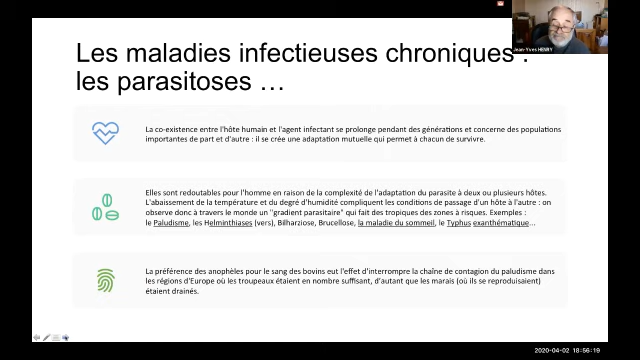 Jean-Yves HENRY
Les maladies infectieuses chroniques :
les parasitoses …
La co-existence entre l'hôte humain et l'agent infectant se prolonge pendant des générations et concerne des populations
importantes de part et d'autre : il se crée une adaptation mutuelle qui permet à chacun de survivre.
Elles sont redoutables pour l'homme en raison de la complexité de l'adaptation du parasite à deux ou plusieurs hôtes.
L'abaissement de la température et du degré d'humidité compliquent les conditions de passage d'un hôte à l'autre : on
observe donc à travers le monde un "gradient parasitaire" qui fait des tropiques des zones à risques. Exemples :
le Paludisme, les Helminthiases (vers), Bilharziose, Brucellose, la maladie du sommeil, le Typhus exanthématique...
La préférence des anophèles pour le sang des bovins eut l'effet d'interrompre la chaîne de contagion du paludisme dans
les régions d'Europe où les troupeaux étaient en nombre suffisant, d'autant que les marais (où ils se reproduisaient)
étaient drainés.
2020-04-02 18:56:19